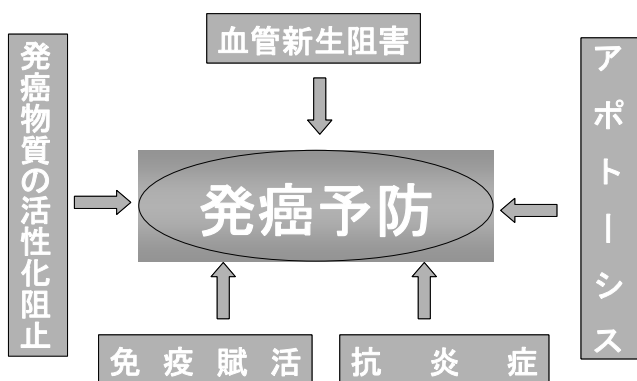 血管新生阻害
発癌物質の活性化阻止
アポトーシス
発癌予防
免疫賦活
抗炎症